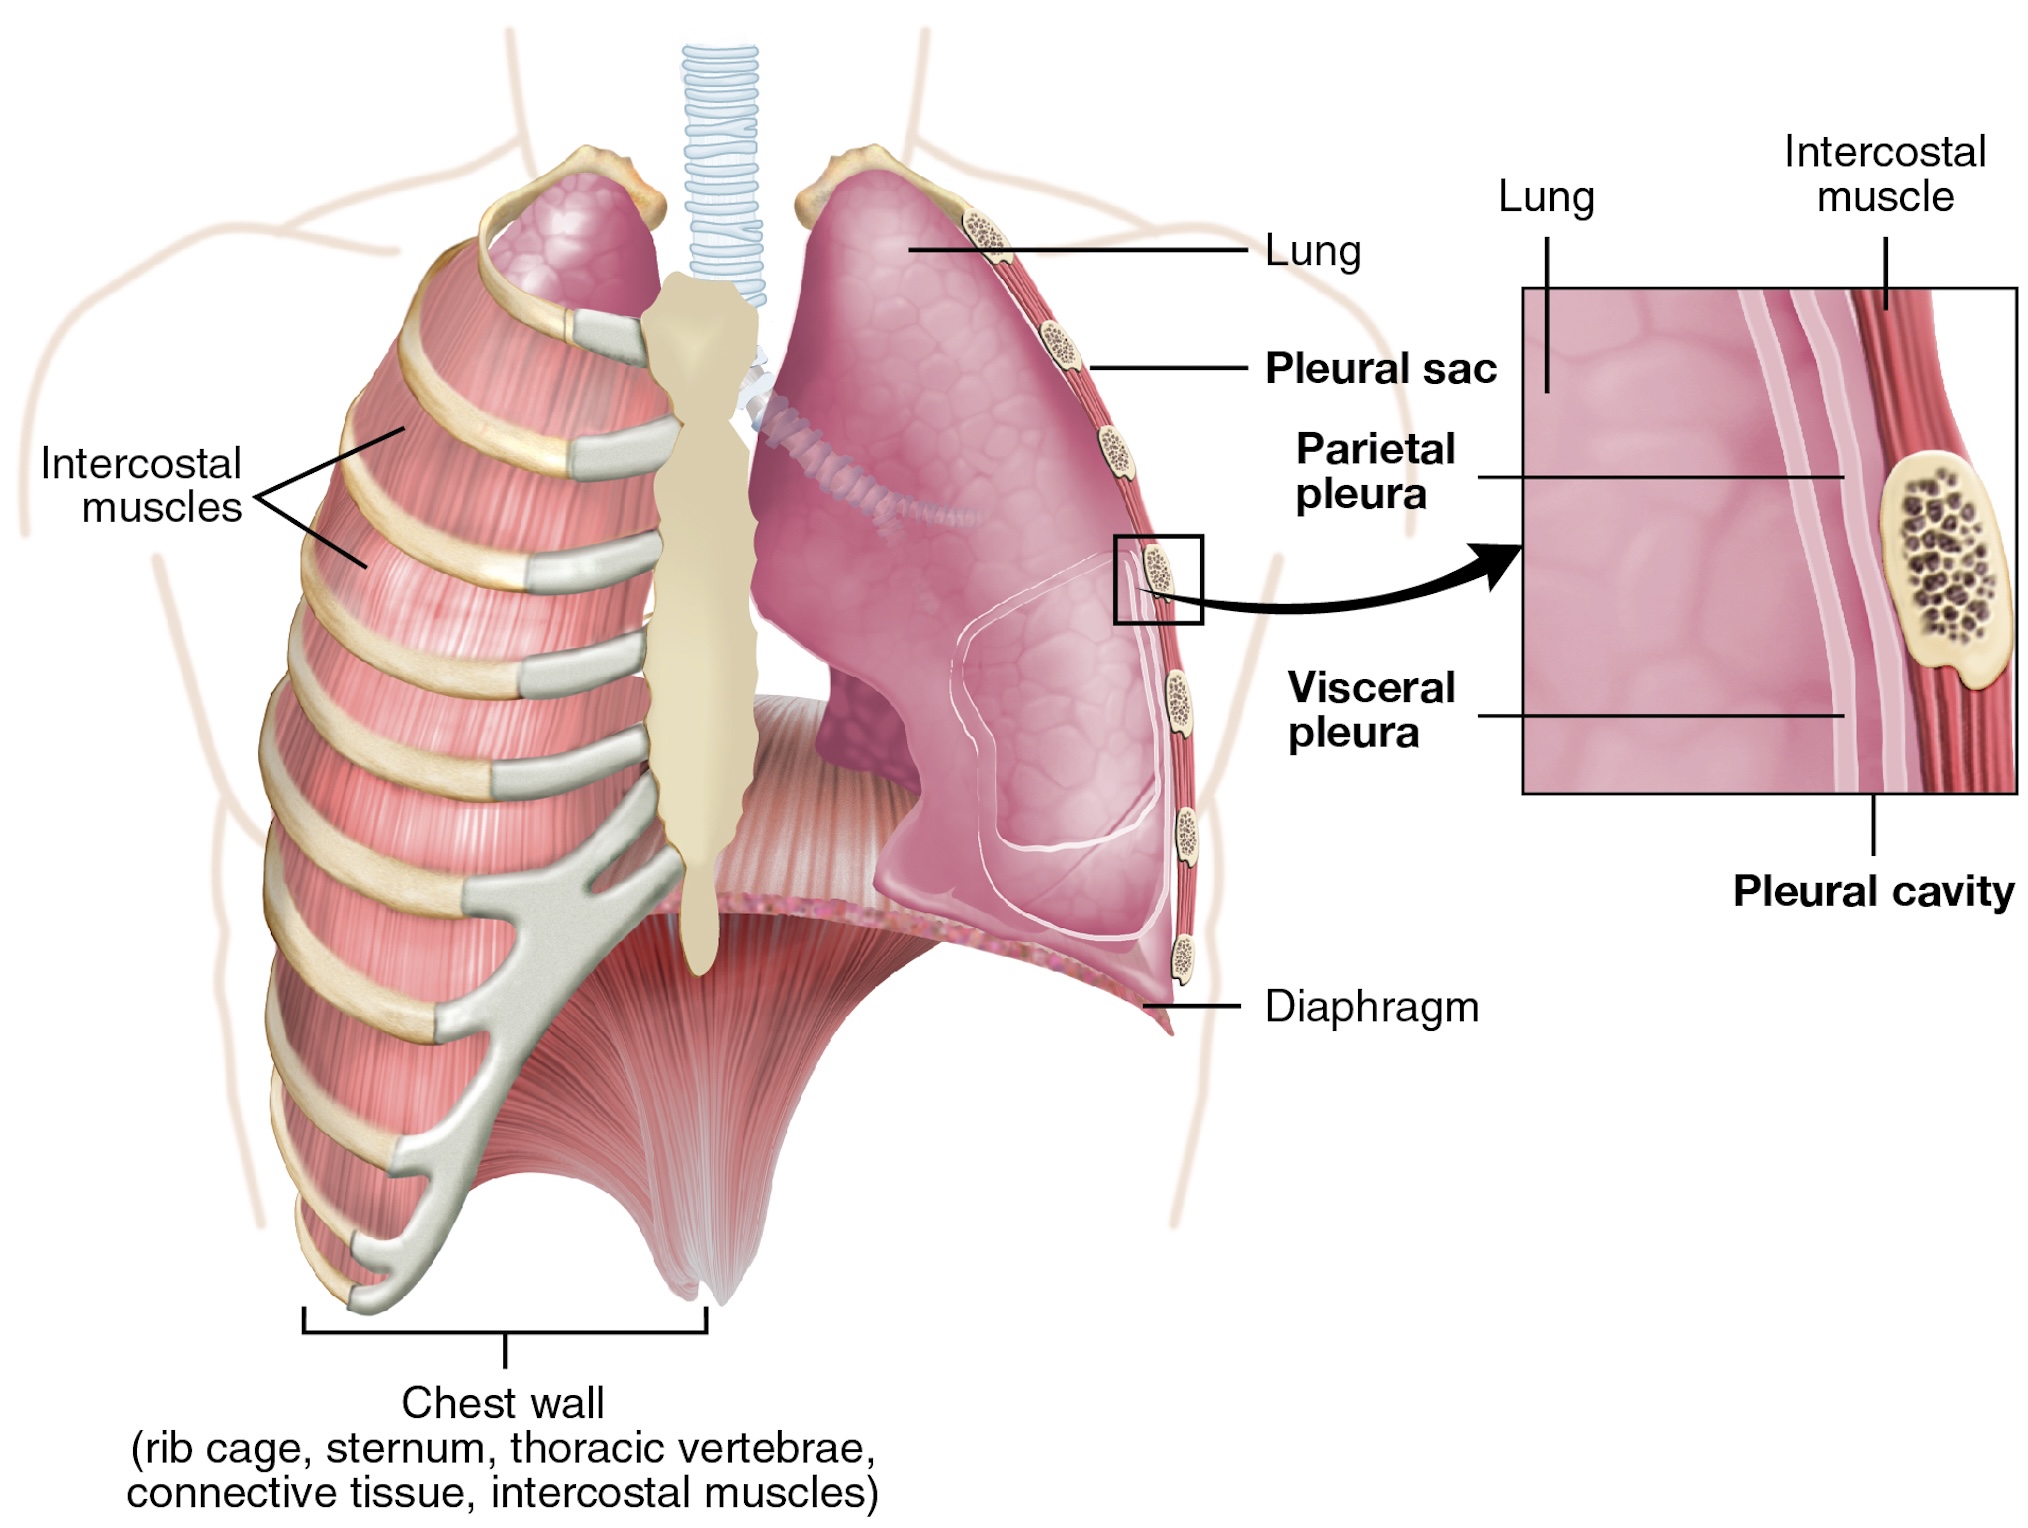 Intercostal
muscles
Chest wall
(rib cage, sternum, thoracic vertebrae,
connective tissue, intercostal muscles)
Lung
Pleural sac
Diaphragm
Lung
Intercostal
muscle
Parietal
pleura
Visceral
pleura
Pleural cavity